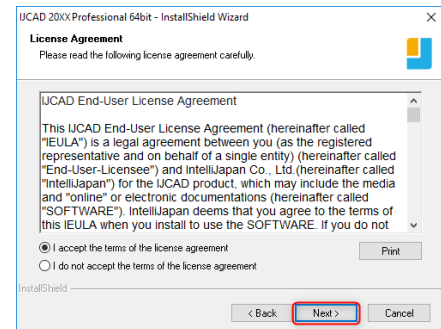 IJCAD 20XX Professional 64bit - InstallShield Wizard
License Agreement
Please read the following license agreement carefully.
IJCAD End-User License Agreement
This IJCAD End-User License Agreement (hereinafter called
"IEULA") is a legal agreement between you (as the registered
representative and on behalf of a single entity) (hereinafter called
"End-User-Licensee") and IntelliJapan Co., Ltd.(hereinafter called
"IntelliJapan") for the IJCAD product, which may include the media
and "online" or electronic documentations (hereinafter called
"SOFTWARE"). IntelliJapan deems that you agree to the terms of
this IEULA when you install to use the SOFTWARE. If you do not
I accept the terms of the license agreement
Print
I do not accept the terms of the license agreement
InstallShield
< Back
Next >
Cancel